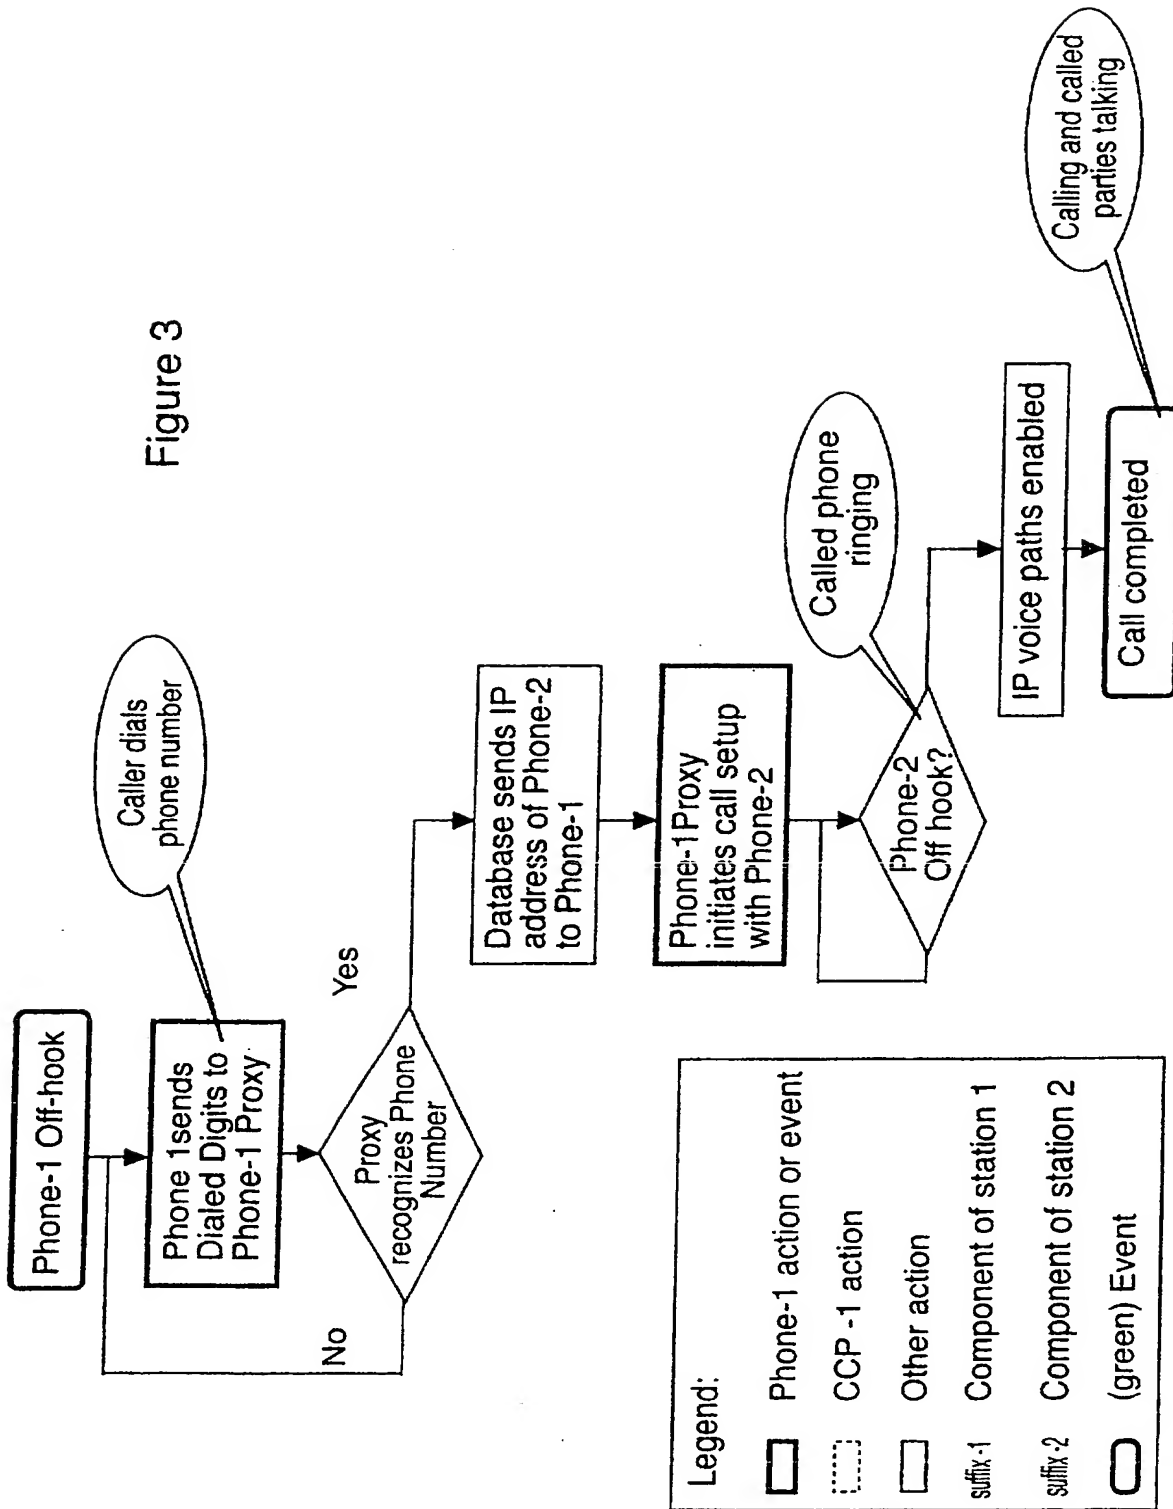 Figure 3
Phone-1 Off-hook
Caller dials
phone number
Phone 1sends
Dialed Digits to
Phone-1 Proxy
Proxy
recognizes Phone
Number
No
Yes
Database sends IP
address of Phone-2
to Phone-1
Phone-1Proxy
initiates call setup
with Phone-2
Called phone
ringing
Phone-2
Off hook?
IP voice paths enabled
Calling and called
parties talking
Call completed
Legend:
Phone-1 action or event
CCP -1 action
Other action
suffix -1 Component of station 1
suffix -2 Component of station 2
(green) Event